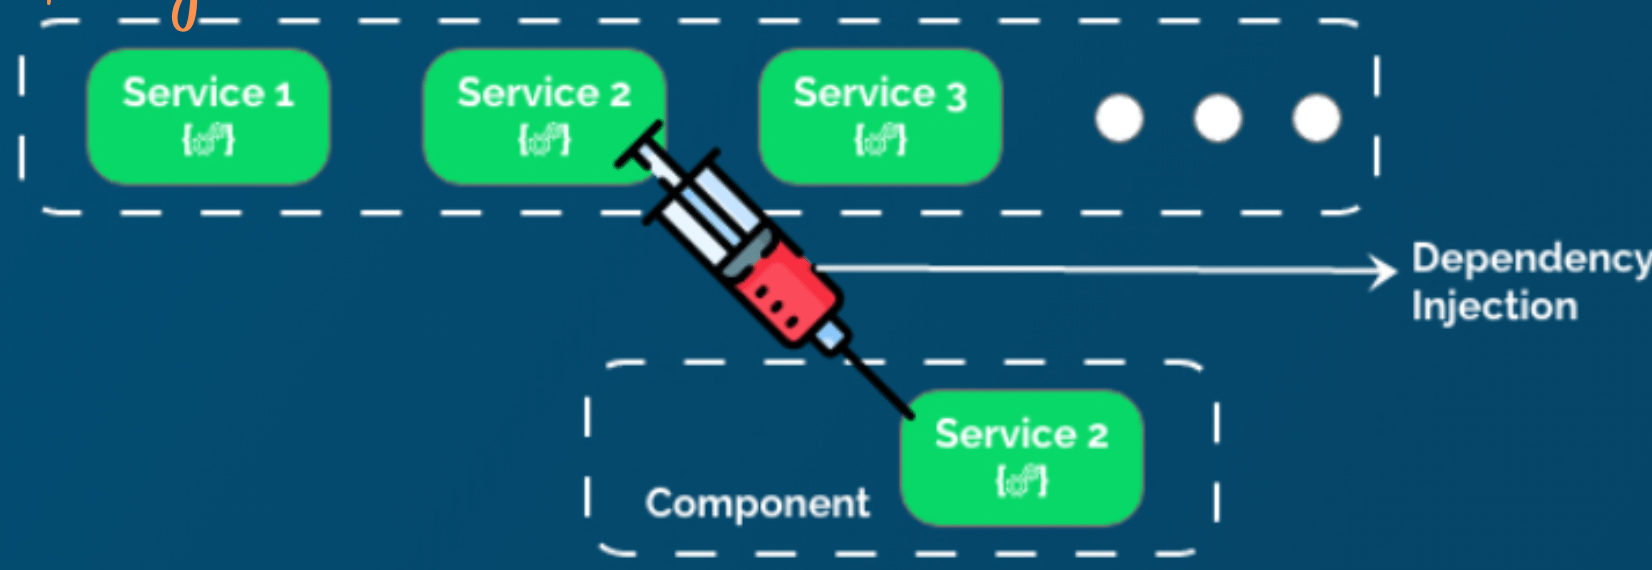 Service 1
Service 2
Service 3
Dependency
Injection
Service 2
Component